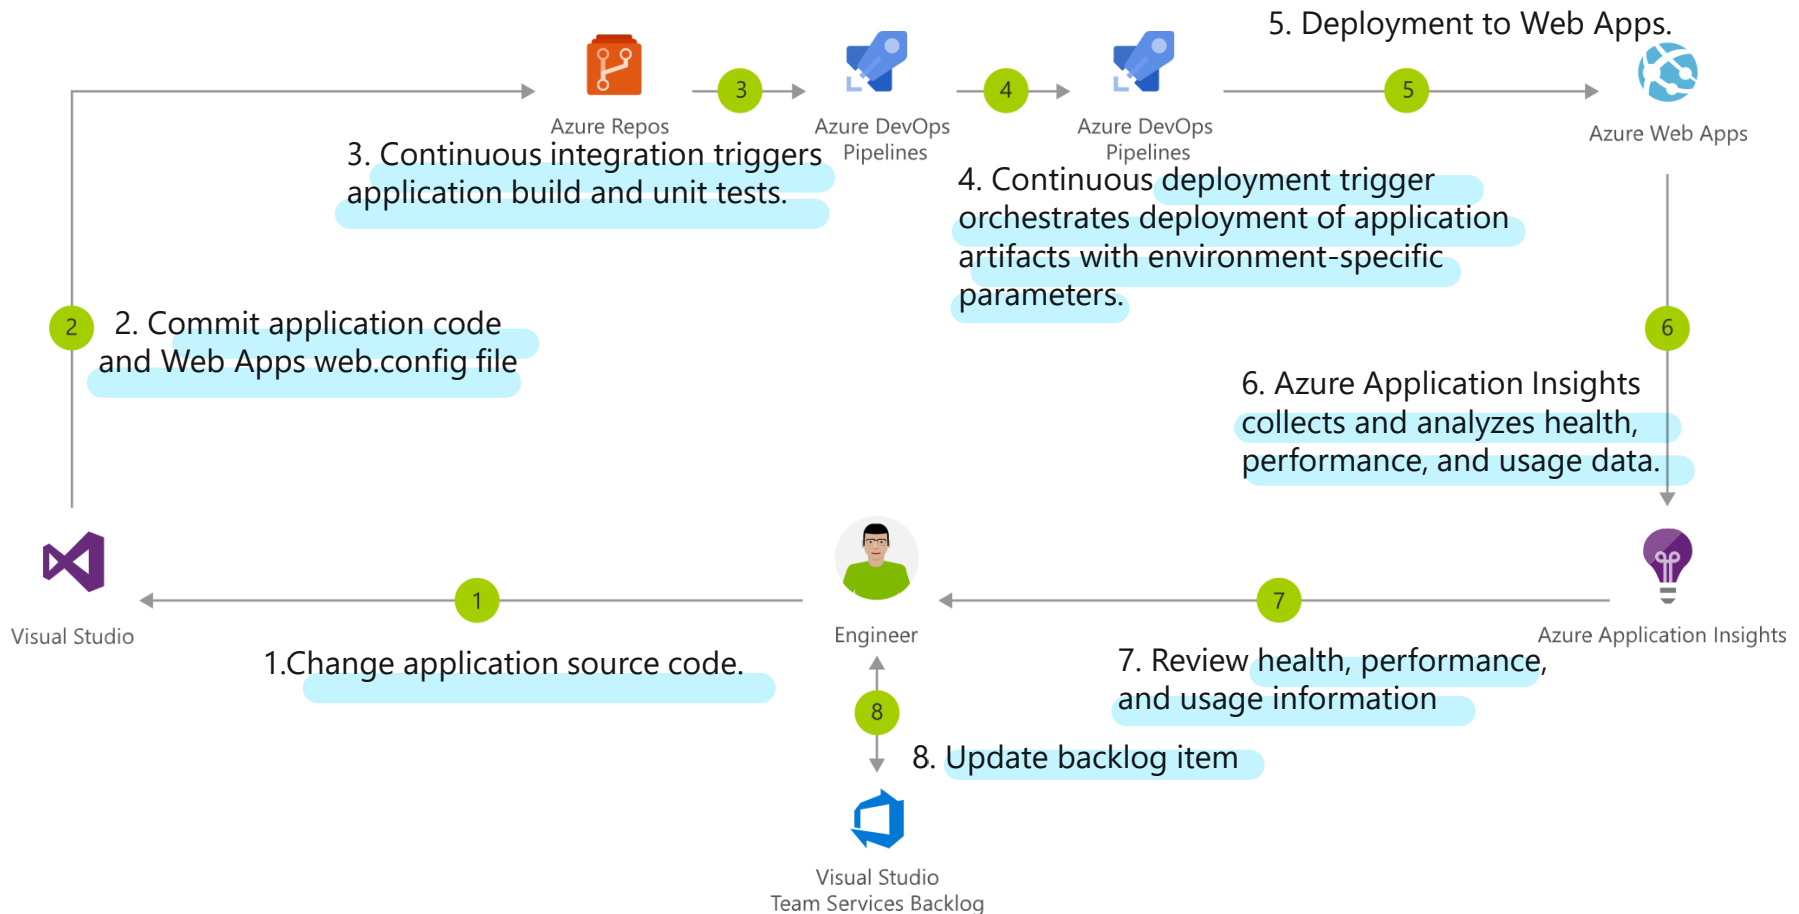 5. Deployment to Web Apps.
3
4
5
Azure Repos
Azure DevOps
Pipelines
Azure DevOps
Pipelines
Azure Web Apps
3. Continuous integration triggers
application build and unit tests.
4. Continuous deployment trigger
orchestrates deployment of application
artifacts with environment-specific
parameters.
2
2. Commit application code
and Web Apps web.config file
6
6. Azure Application Insights
collects and analyzes health,
performance, and usage data.
1
7
Visual Studio
Engineer
Azure Application Insights
1.Change application source code.
7. Review health, performance,
and usage information
8
8. Update backlog item
Visual Studio
Team Services Backlog